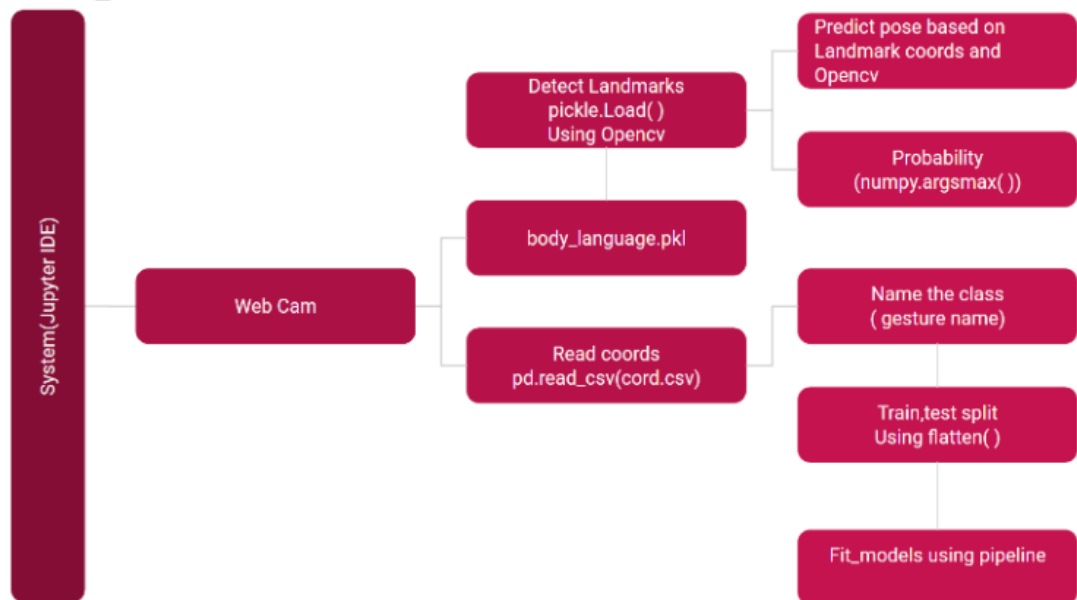 System(Jupyter IDE)
Web Cam
Detect Landmarks
pickle.Load( )
Using Opencv
body_language.pkl
Read coords
pd.read_csv(cord.csv)
Predict pose based on
Landmark coords and
Opencv
Probability
(numpy.argsmax( ))
Name the class
( gesture name)
Train,test split
Using flatten( )
Fit_models using pipeline